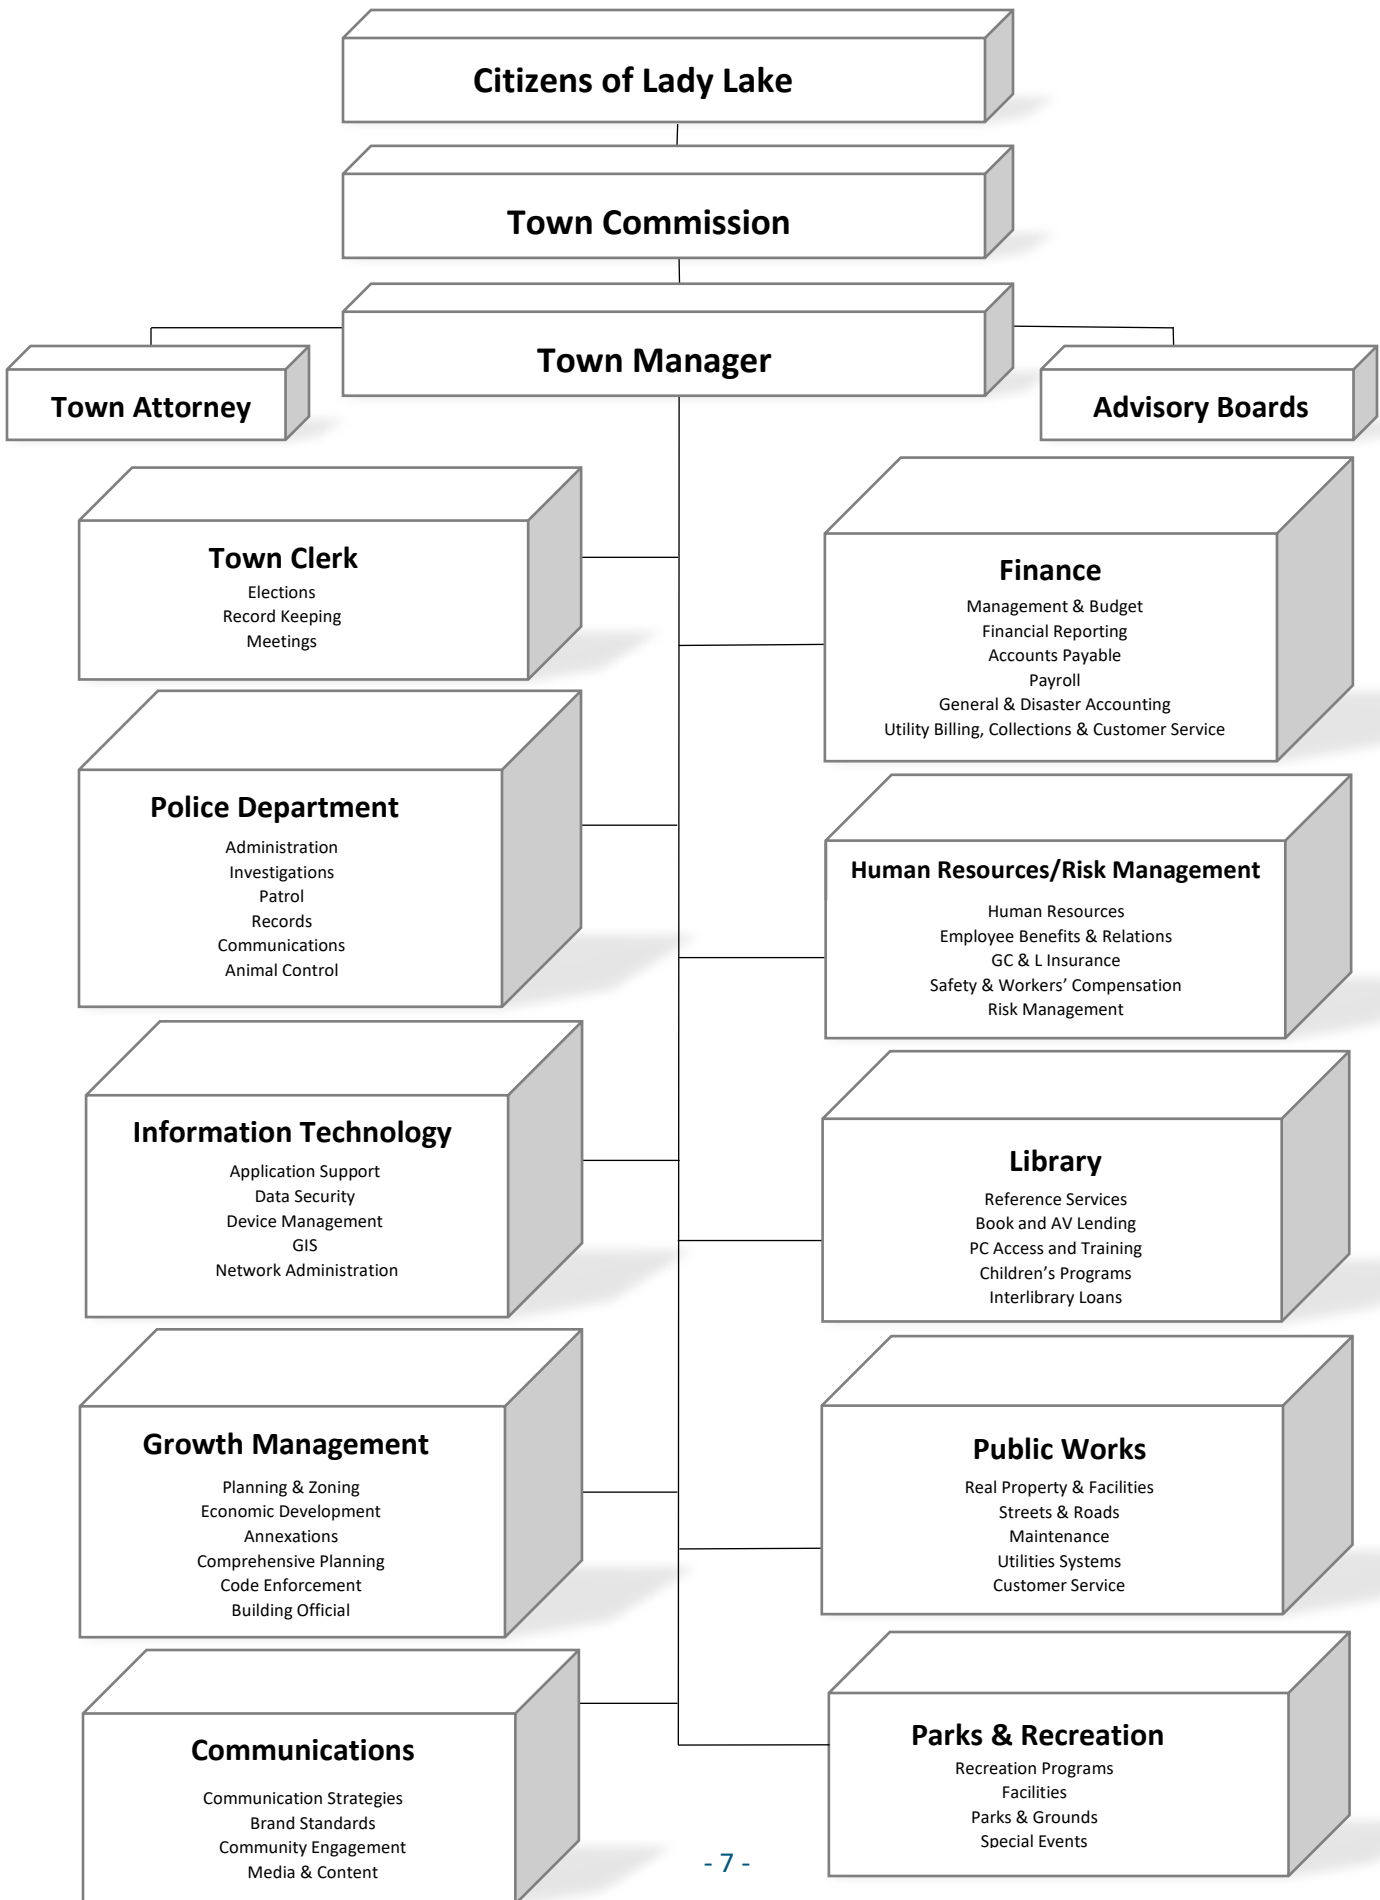 Citizens of Lady Lake
Town Commission
Town Manager
Town Attorney
Advisory Boards
Town Clerk
Elections
Record Keeping
Meetings
Finance
Management & Budget
Financial Reporting
Accounts Payable
Payroll
General & Disaster Accounting
Utility Billing, Collections & Customer Service
Police Department
Administration
Investigations
Patrol
Records
Communications
Animal Control
Human Resources/Risk Management
Human Resources
Employee Benefits & Relations
GC & L Insurance
Safety & Workers’ Compensation
Risk Management
Information Technology
Application Support
Data Security
Device Management
GIS
Network Administration
Library
Reference Services
Book and AV Lending
PC Access and Training
Children’s Programs
Interlibrary Loans
Growth Management
Planning & Zoning
Economic Development
Annexations
Comprehensive Planning
Code Enforcement
Building Official
Public Works
Real Property & Facilities
Streets & Roads
Maintenance
Utilities Systems
Customer Service
Communications
Communication Strategies
Brand Standards
Community Engagement
Media & Content
Parks & Recreation
Recreation Programs
Facilities
Parks & Grounds
Special Events
- 7 -